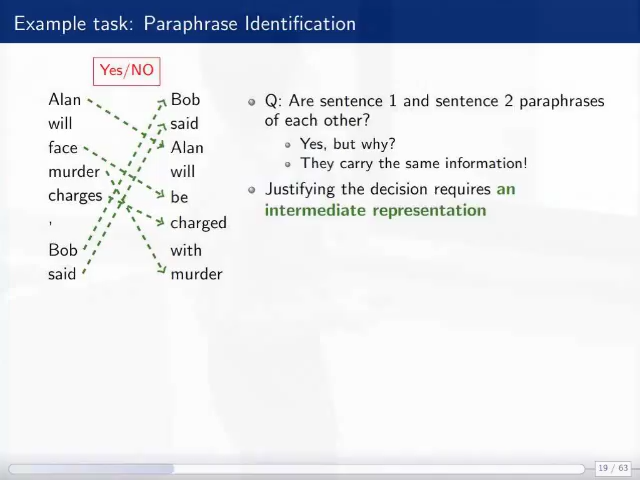 Example task: Paraphrase Identification
Yes/NO
Alan
will
face
murder
charges
,
Bob
said
Bob
said
Alan
will
be
charged
with
murder
Q: Are sentence 1 and sentence 2 paraphrases
of each other?
Yes, but why?
They carry the same information!
Justifying the decision requires an
intermediate representation
19 / 63